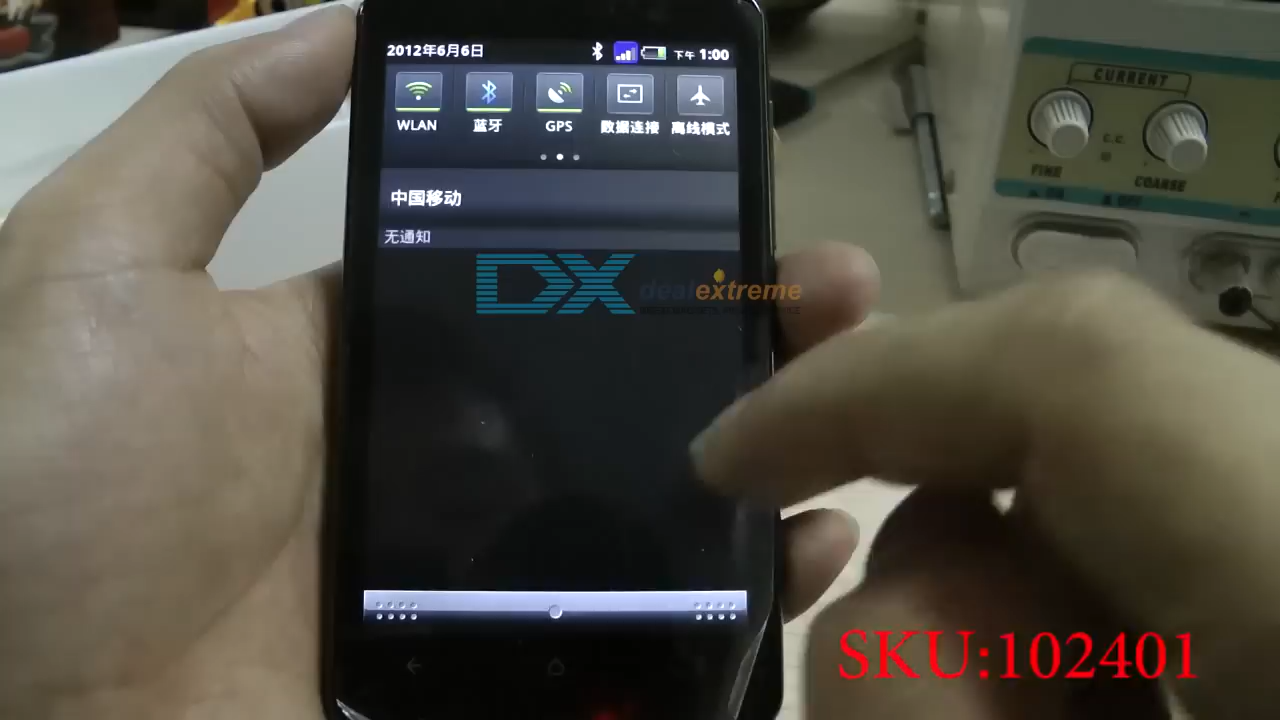 2012年6月6日 下午 1:00
WLAN 蓝牙 GPS 数据连接 离线模式
中国移动
无通知
DX dealextreme
CURRENT
C.C.
FINE COARSE
SKU:102401